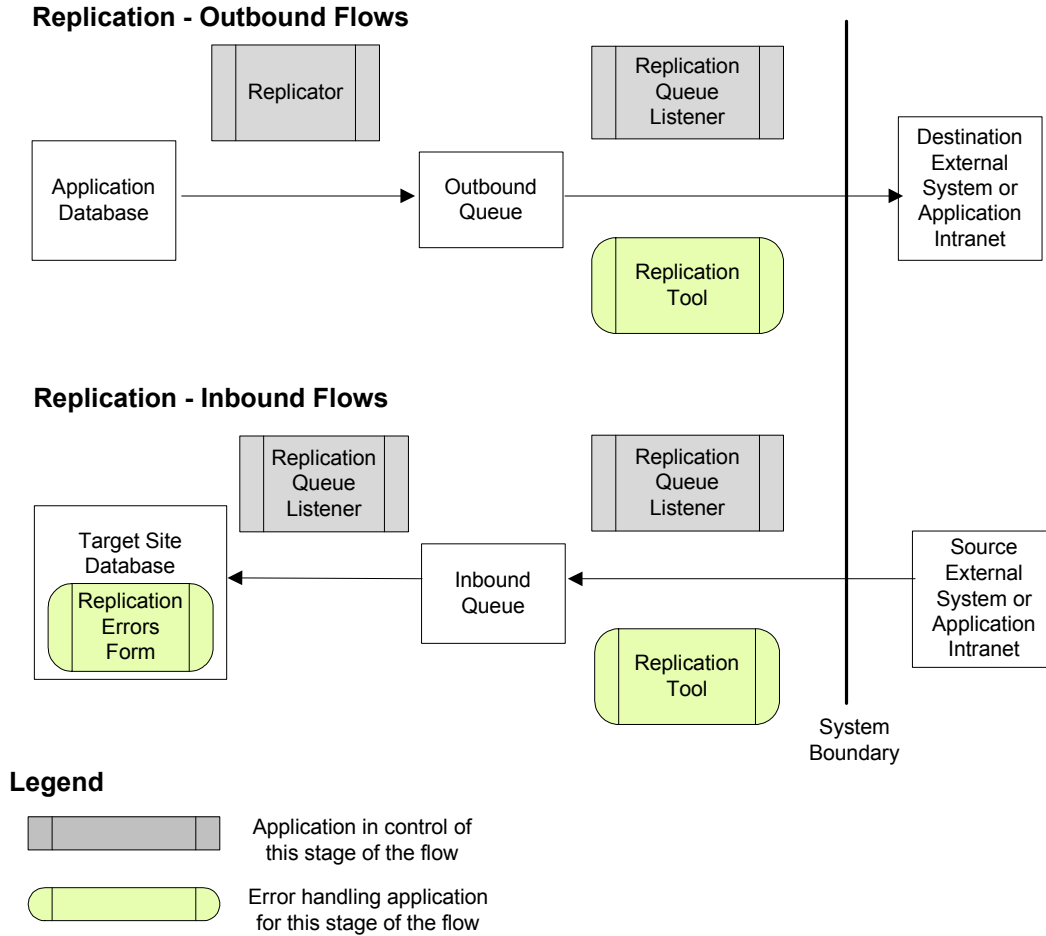 Replication - Outbound Flows
Replicator
Replication
Queue
Listener
Application
Database
Outbound
Queue
Destination
External
System or
Application
Intranet
Replication
Tool
Replication - Inbound Flows
Replication
Queue
Listener
Replication
Queue
Listener
Target Site
Database
Replication
Errors
Form
Inbound
Queue
Source
External
System or
Application
Intranet
Replication
Tool
System
Boundary
Legend
Application in control of
this stage of the flow
Error handling application
for this stage of the flow